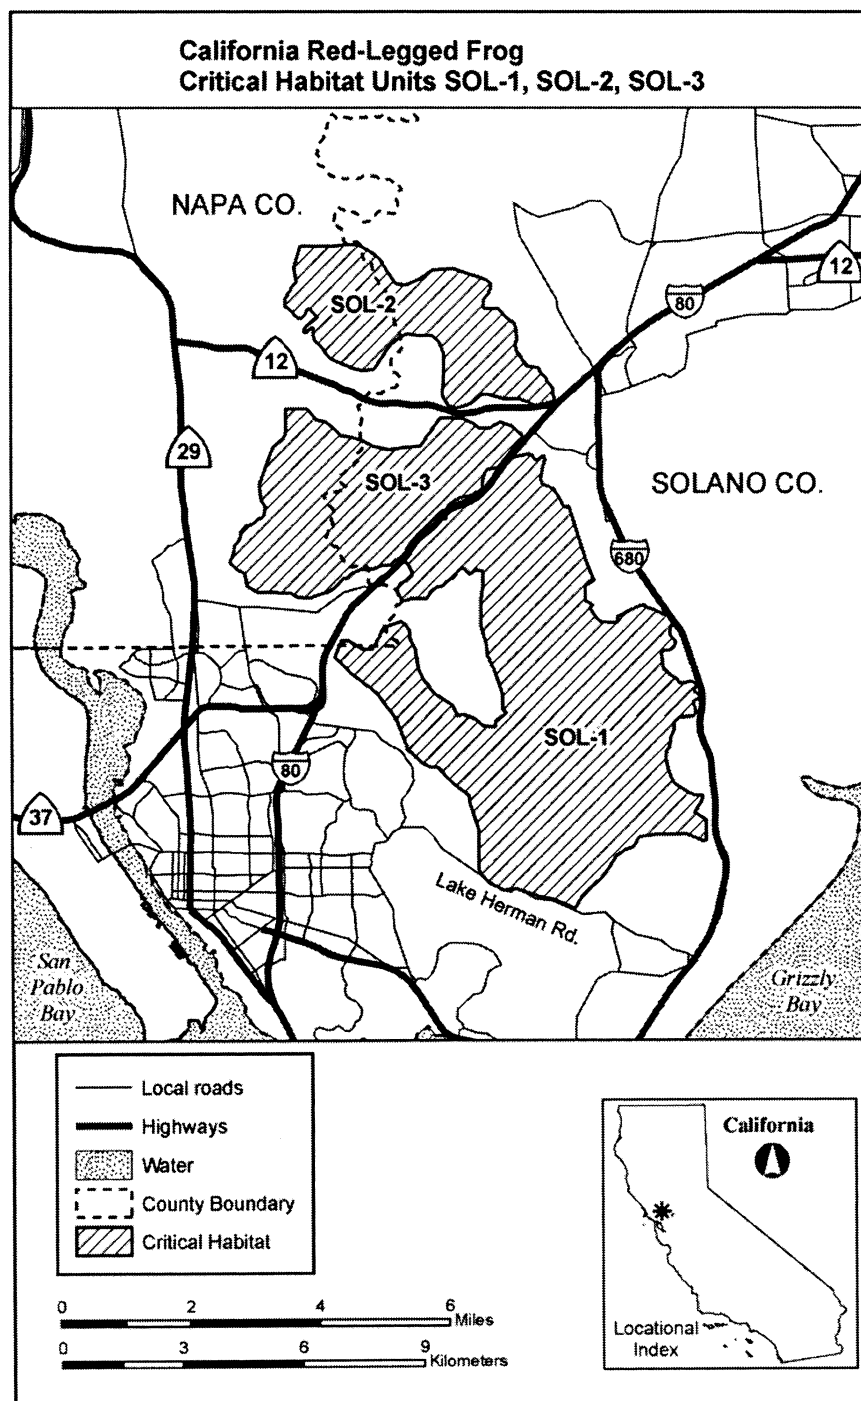 California Red-Legged Frog
Critical Habitat Units SOL-1, SOL-2, SOL-3
NAPA CO.
12
80
SOL-2
12
29
SOL-3
SOLANO CO.
680
SOL-1
80
37
Lake Herman Rd.
San
Pablo
Bay
Grizzly
Bay
Local roads
Highways
Water
County Boundary
Critical Habitat
0 2 4 6
Miles
0 3 6 9
Kilometers
California
Locational
Index